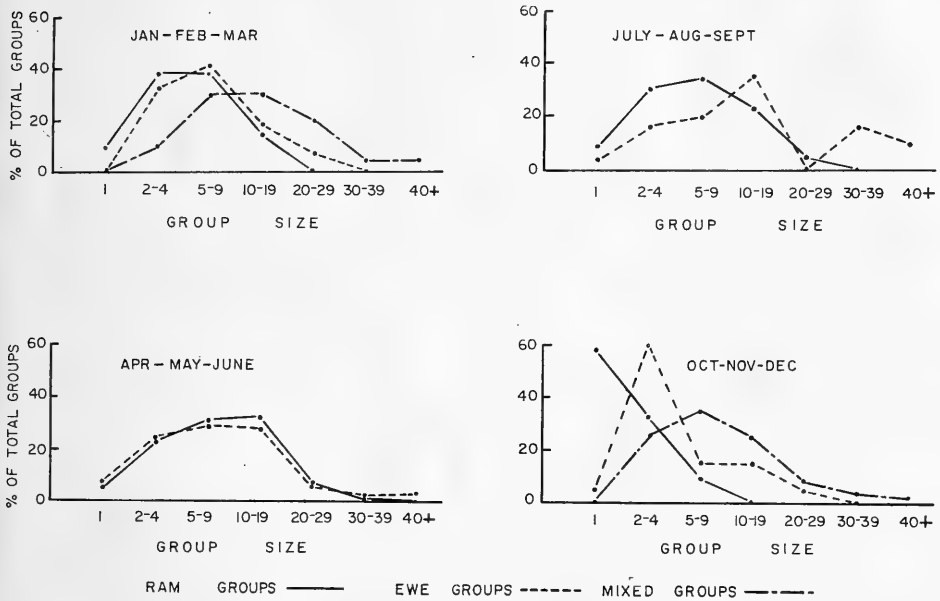 % OF TOTAL GROUPS
60
40
20
0
JAN-FEB-MAR
1 2-4 5-9 10-19 20-29 30-39 40+
GROUP SIZE
60
40
20
0
JULY-AUG-SEPT
1 2-4 5-9 10-19 20-29 30-39 40+
GROUP SIZE
% OF TOTAL GROUPS
60
40
20
0
APR-MAY-JUNE
1 2-4 5-9 10-19 20-29 30-39 40+
GROUP SIZE
60
40
20
0
OCT-NOV-DEC
1 2-4 5-9 10-19 20-29 30-39 40+
GROUP SIZE
RAM GROUPS EWE GROUPS MIXED GROUPS